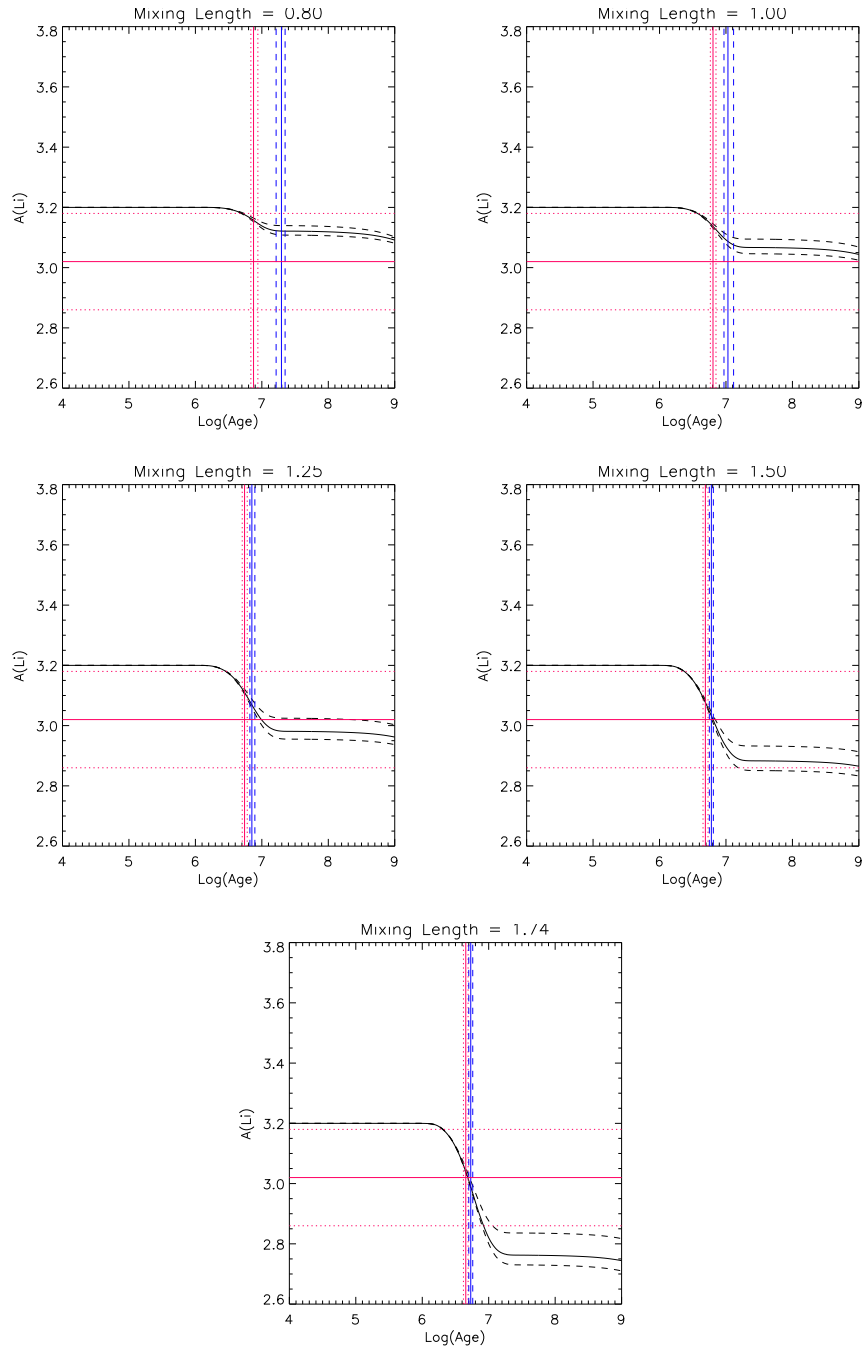 Mixing Length = 0.80
Mixing Length = 1.00
3.8
3.6
3.4
3.2
3.0
2.8
2.6
A(Li)
4 5 6 7 8 9
Log(Age)
3.8
3.6
3.4
3.2
3.0
2.8
2.6
A(Li)
4 5 6 7 8 9
Log(Age)
Mixing Length = 1.25
Mixing Length = 1.50
3.8
3.6
3.4
3.2
3.0
2.8
2.6
A(Li)
4 5 6 7 8 9
Log(Age)
3.8
3.6
3.4
3.2
3.0
2.8
2.6
A(Li)
4 5 6 7 8 9
Log(Age)
Mixing Length = 1.74
3.8
3.6
3.4
3.2
3.0
2.8
2.6
A(Li)
4 5 6 7 8 9
Log(Age)